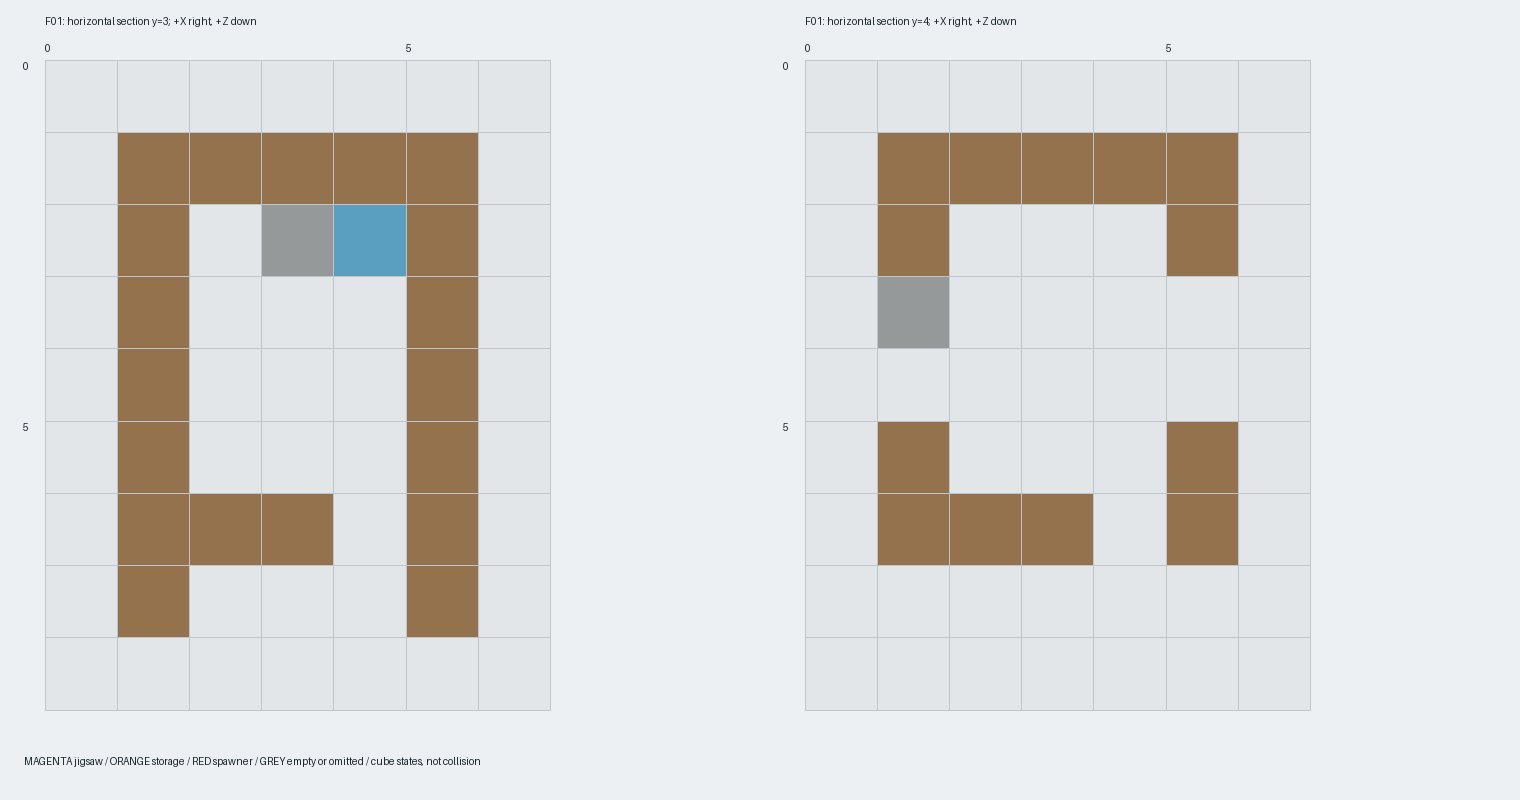 F01: horizontal section y=3; +X right, +Z down
F01: horizontal section y=4; +X right, +Z down
0 5
0 5
0
0
5
5
MAGENTA jigsaw / ORANGE storage / RED spawner / GREY empty or omitted / cube states, not collision